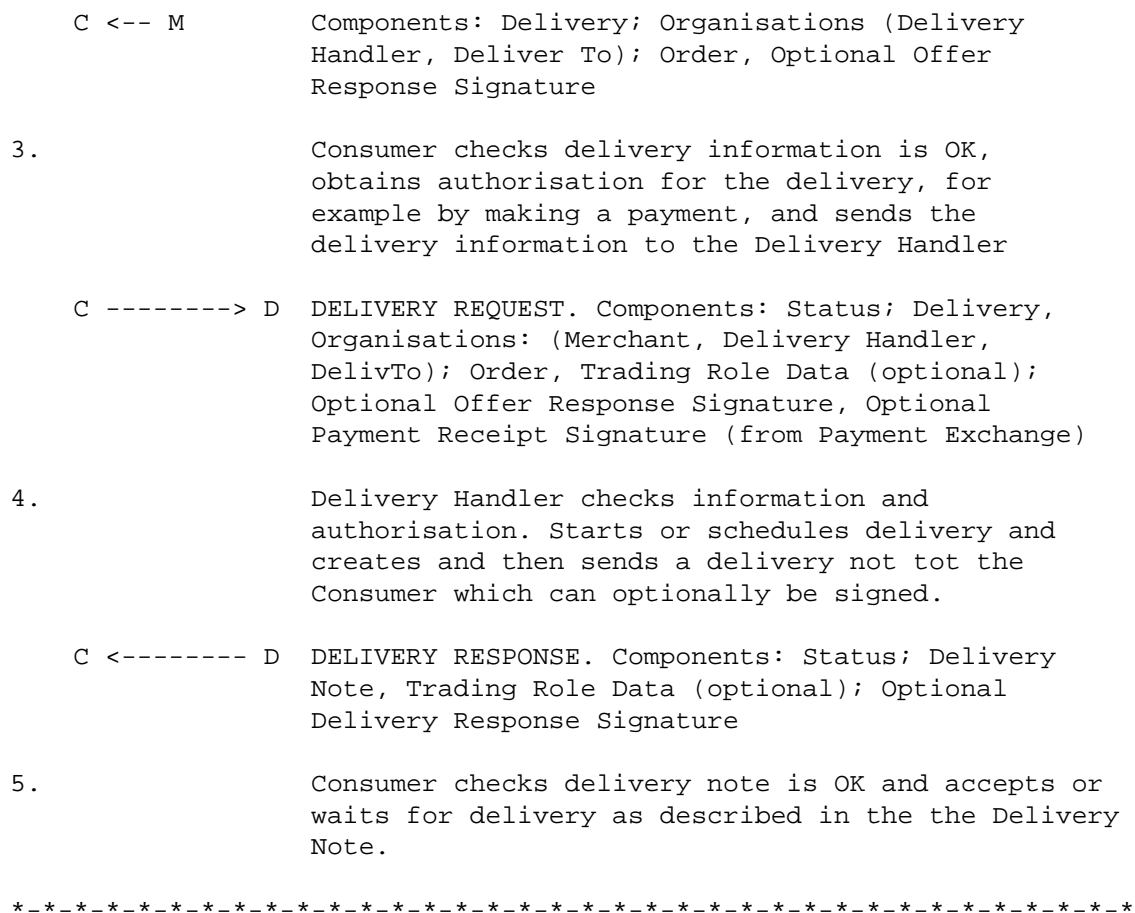 C <-- M Components: Delivery; Organisations (Delivery
Handler, Deliver To); Order, Optional Offer
Response Signature
3. Consumer checks delivery information is OK,
obtains authorisation for the delivery, for
example by making a payment, and sends the
delivery information to the Delivery Handler
C --------> D DELIVERY REQUEST. Components: Status; Delivery,
Organisations: (Merchant, Delivery Handler,
DelivTo); Order, Trading Role Data (optional);
Optional Offer Response Signature, Optional
Payment Receipt Signature (from Payment Exchange)
4. Delivery Handler checks information and
authorisation. Starts or schedules delivery and
creates and then sends a delivery not tot the
Consumer which can optionally be signed.
C <-------- D DELIVERY RESPONSE. Components: Status; Delivery
Note, Trading Role Data (optional); Optional
Delivery Response Signature
5. Consumer checks delivery note is OK and accepts or
waits for delivery as described in the the Delivery
Note.
*-*-*-*-*-*-*-*-*-*-*-*-*-*-*-*-*-*-*-*-*-*-*-*-*-*-*-*-*-*-*-*-*-*-*-*